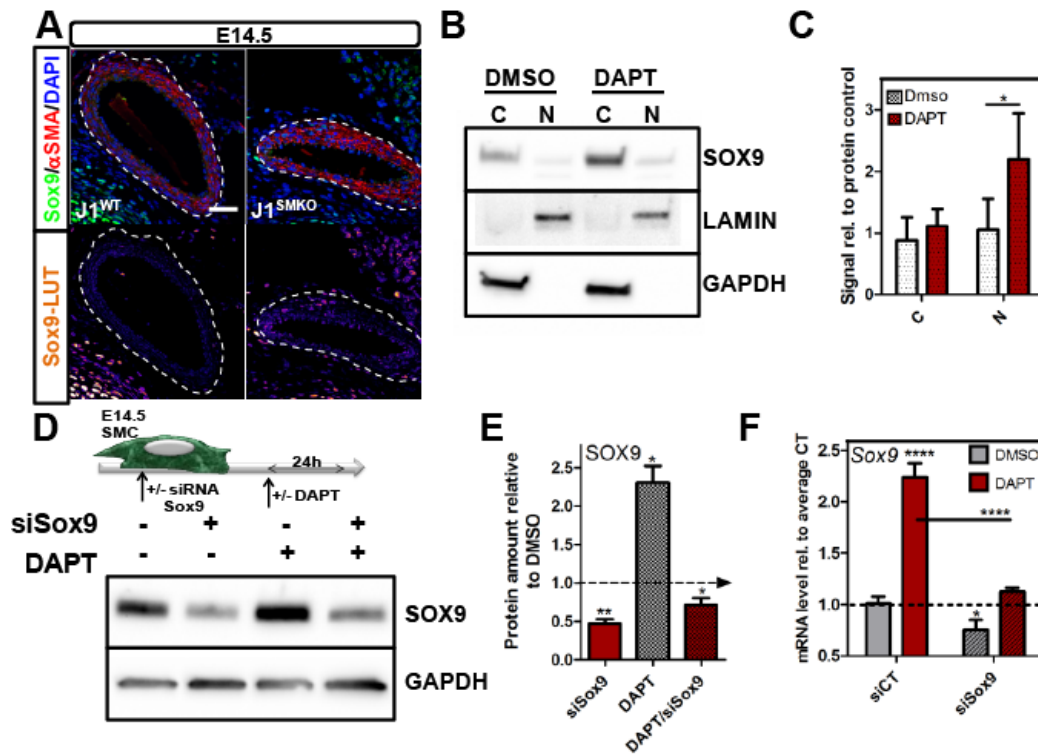 A
E14.5
Sox9/αSMA/DAPI
J1WT
J1SMKO
Sox9-LUT
B
DMSO DAPT
C N C N
SOX9
LAMIN
GAPDH
C
Signal rel. to protein control
3
2
1
0
Dmso
DAPT
*
C N
D
E14.5
SMC
24h
+/- siRNA
Sox9
+/- DAPT
siSox9 - + - +
DAPT - - + +
SOX9
GAPDH
E
Protein amount relative
to DMSO
2.5
2.0
1.5
1.0
0.5
0.0
SOX9
**
*
*
siSox9
DAPT
DAPT/siSox9
F
mRNA level rel. to average CT
2.5
2.0
1.5
1.0
0.5
Sox9
DMSO
DAPT
****
****
*
siCT
siSox9